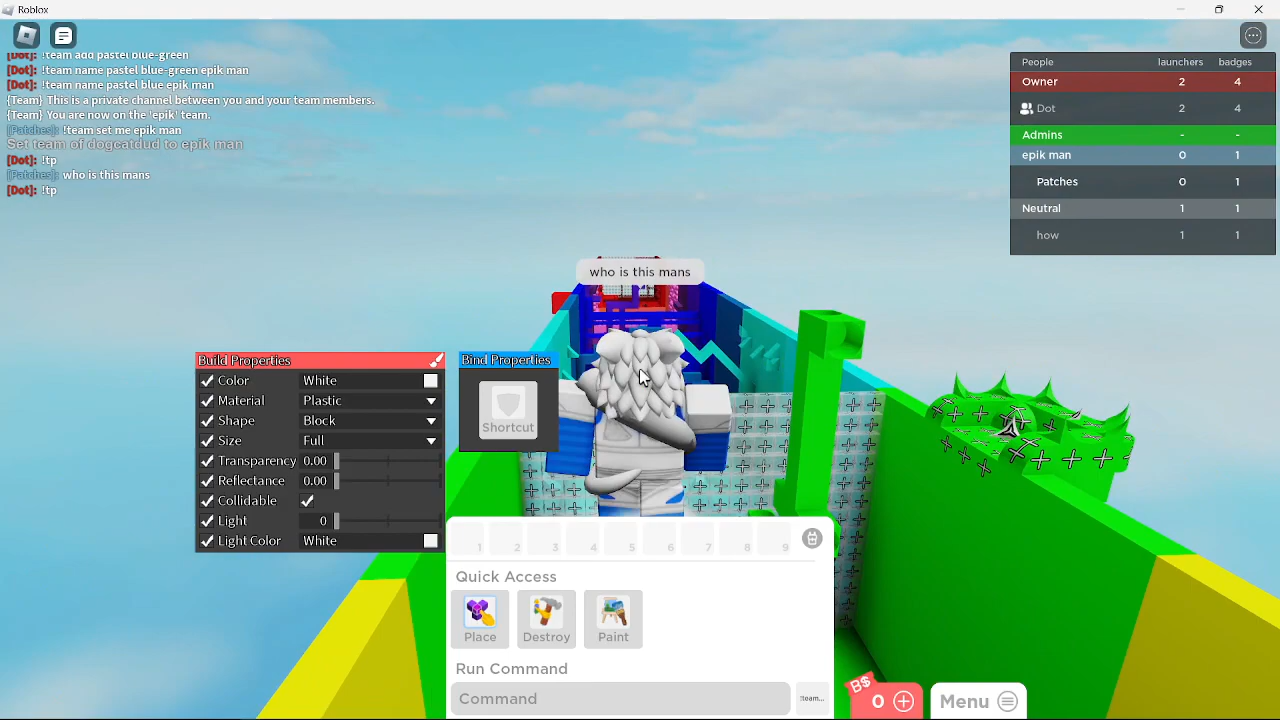 Roblox
[Dot]: !team add pastel blue-green
[Dot]: !team name pastel blue-green epik man
[Dot]: !team name pastel blue epik man
{Team} This is a private channel between you and your team members.
{Team} You are now on the 'epik' team.
[Patches]: !team set me epik man
Set team of dogcatdud to epik man
[Dot]: !tp
[Patches]: who is this mans
[Dot]: !tp
People launchers badges
Owner 2 4
Dot 2 4
Admins - -
epik man 0 1
Patches 0 1
Neutral 1 1
how 1 1
who is this mans
Build Properties
Color White
Material Plastic
Shape Block
Size Full
Transparency 0.00
Reflectance 0.00
Collidable
Light 0
Light Color White
Bind Properties
Shortcut
1 2 3 4 5 6 7 8 9
Quick Access
Place Destroy Paint
Run Command
Command !team...
B$ 0
Menu